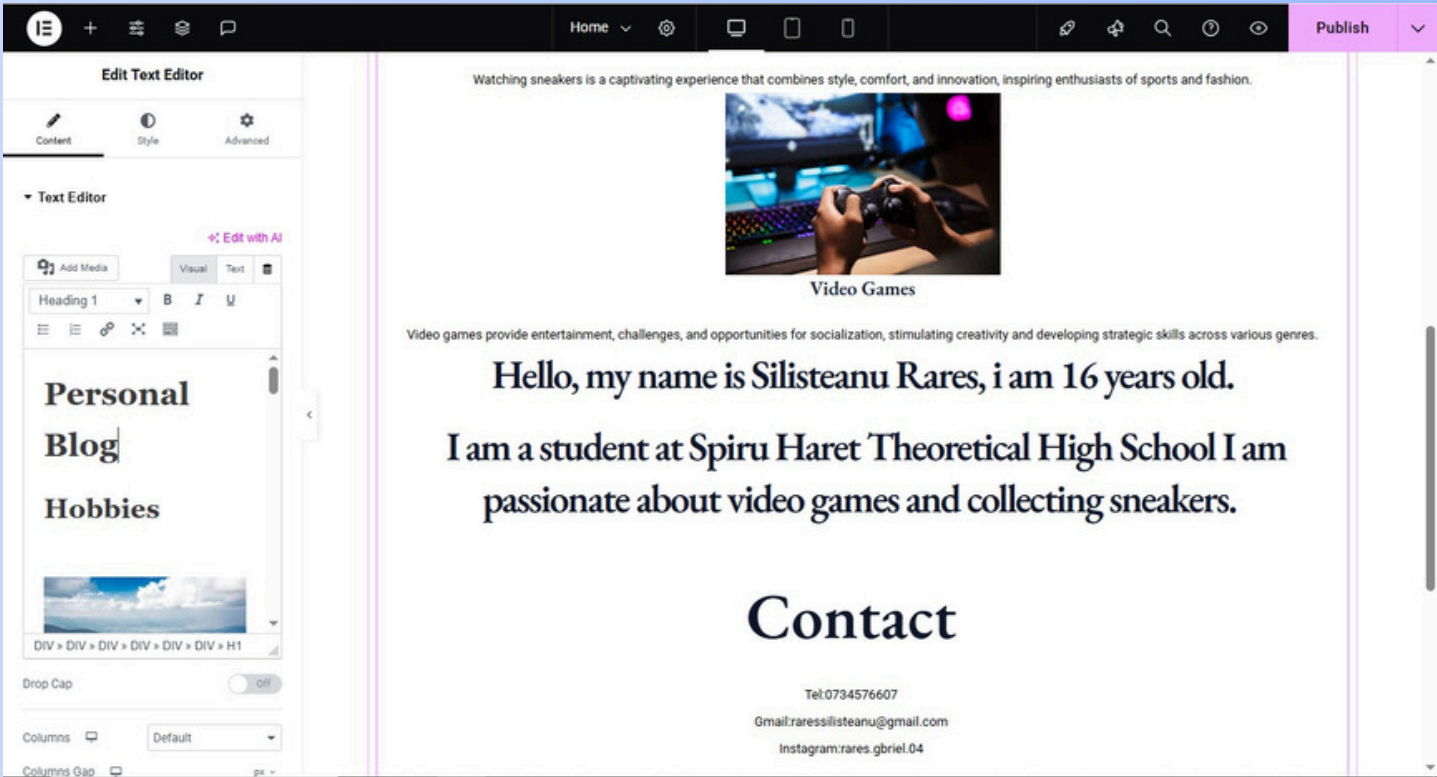 Home
Publish
Edit Text Editor
Content
Style
Advanced
Text Editor
Edit with AI
Add Media
Visual
Text
Heading 1
B
I
U
Personal
Blog
Hobbies
DIV » DIV » DIV » DIV » DIV » DIV » H1
Drop Cap
Off
Columns
Default
Columns Gap
px
Watching sneakers is a captivating experience that combines style, comfort, and innovation, inspiring enthusiasts of sports and fashion.
Video Games
Video games provide entertainment, challenges, and opportunities for socialization, stimulating creativity and developing strategic skills across various genres.
Hello, my name is Silisteanu Rares, i am 16 years old.
I am a student at Spiru Haret Theoretical High School I am
passionate about video games and collecting sneakers.
Contact
Tel:0734576607
Gmail:raressilisteanu@gmail.com
Instagram:rares.gbriel.04